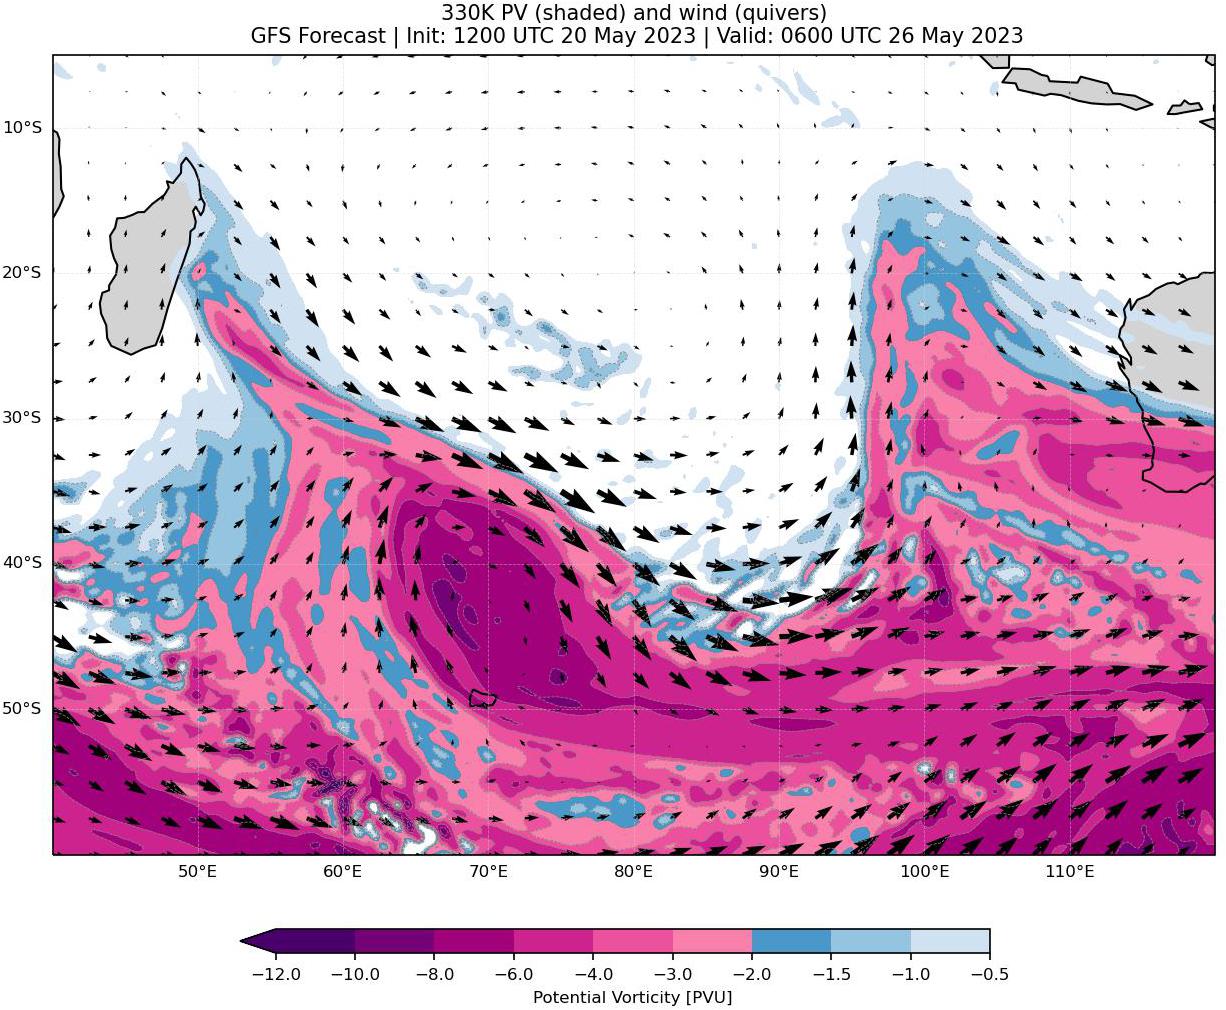 330K PV (shaded) and wind (quivers)
GFS Forecast | Init: 1200 UTC 20 May 2023 | Valid: 0600 UTC 26 May 2023
10°S
20°S
30°S
40°S
50°S
50°E 60°E 70°E 80°E 90°E 100°E 110°E
−12.0 −10.0 −8.0 −6.0 −4.0 −3.0 −2.0 −1.5 −1.0 −0.5
Potential Vorticity [PVU]